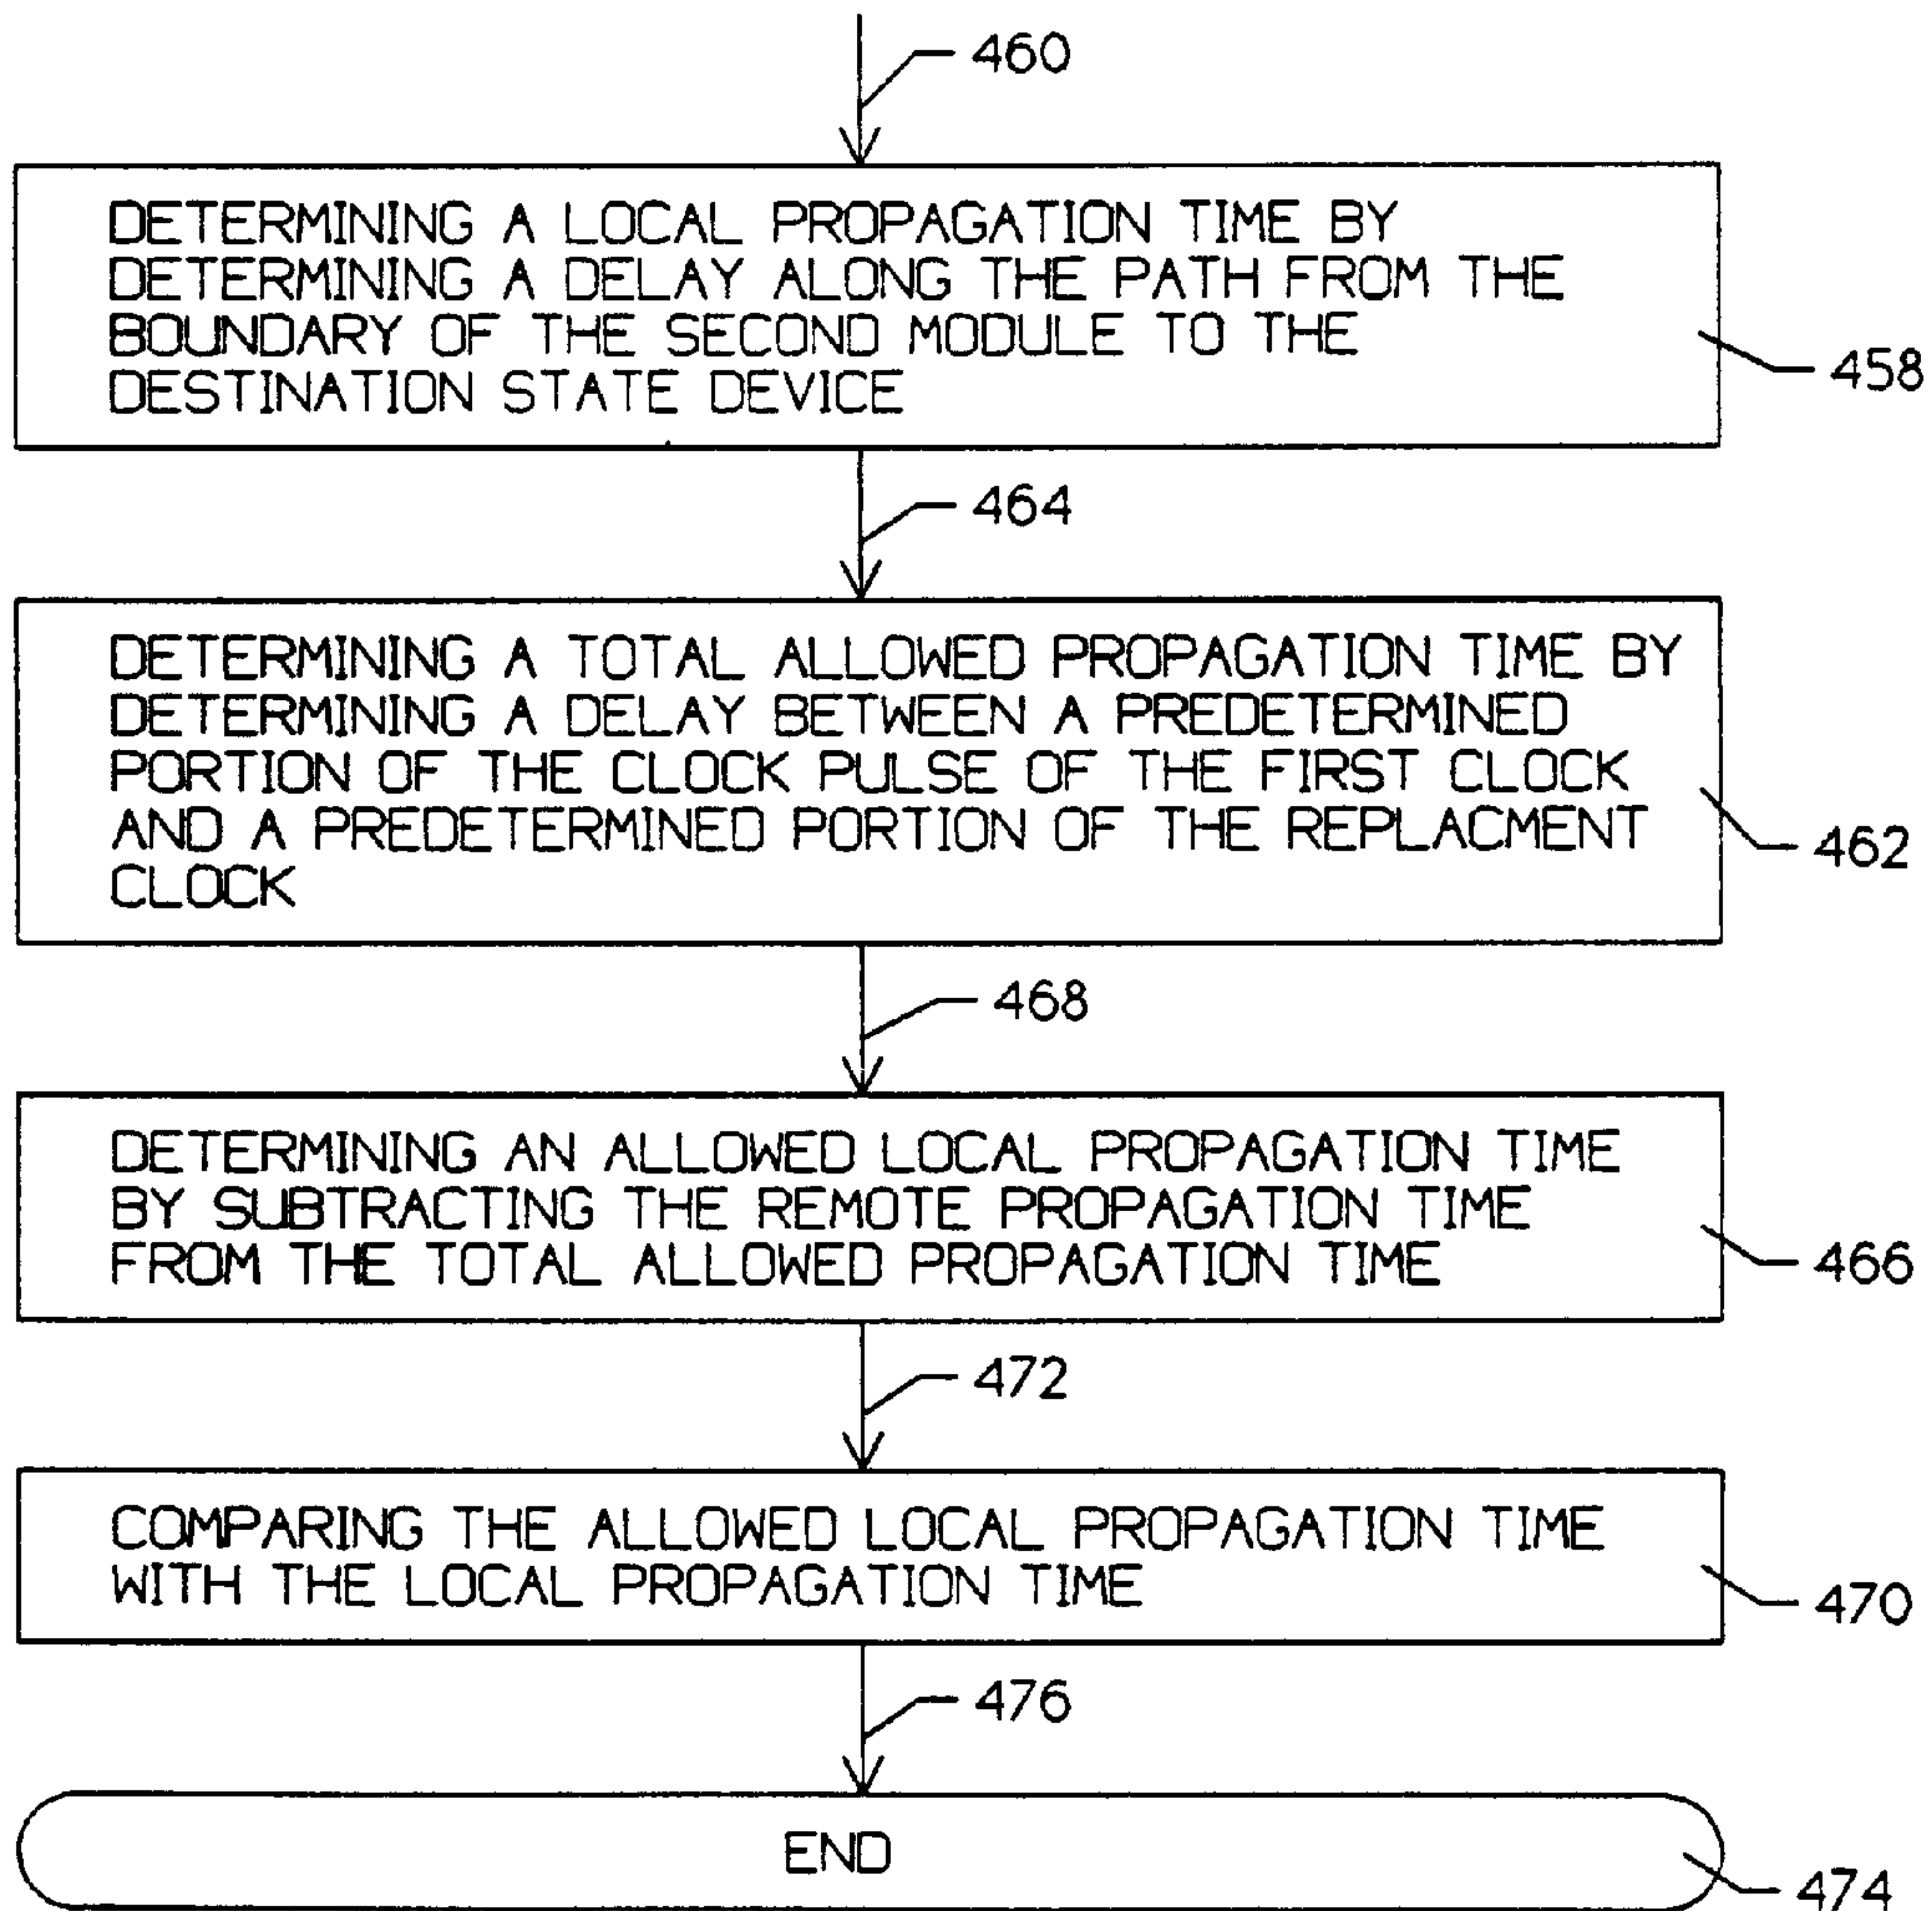 460
DETERMINING A LOCAL PROPAGATION TIME BY
DETERMINING A DELAY ALONG THE PATH FROM THE
BOUNDARY OF THE SECOND MODULE TO THE
DESTINATION STATE DEVICE
458
464
DETERMINING A TOTAL ALLOWED PROPAGATION TIME BY
DETERMINING A DELAY BETWEEN A PREDETERMINED
PORTION OF THE CLOCK PULSE OF THE FIRST CLOCK
AND A PREDETERMINED PORTION OF THE REPLACMENT
CLOCK
462
468
DETERMINING AN ALLOWED LOCAL PROPAGATION TIME
BY SUBTRACTING THE REMOTE PROPAGATION TIME
FROM THE TOTAL ALLOWED PROPAGATION TIME
466
472
COMPARING THE ALLOWED LOCAL PROPAGATION TIME
WITH THE LOCAL PROPAGATION TIME
470
476
END
474